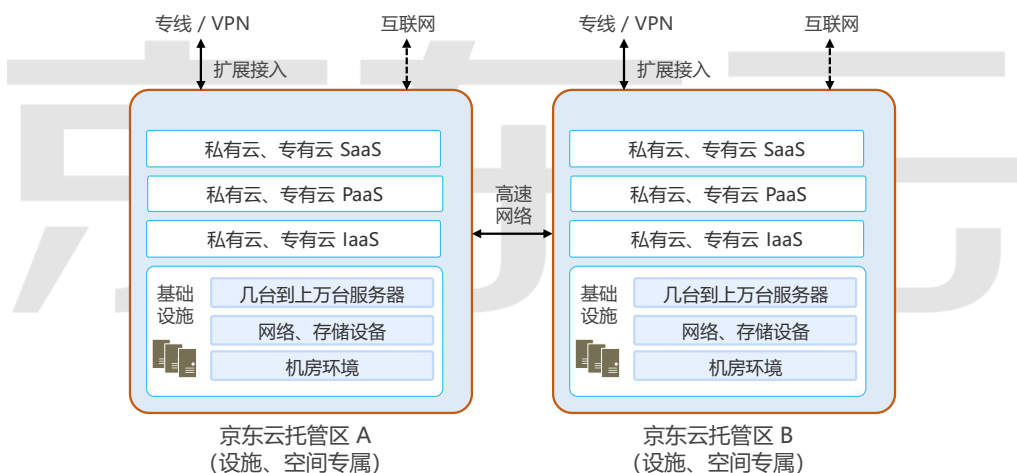 专线 / VPN
互联网
专线 / VPN
互联网
扩展接入
扩展接入
私有云、专有云 SaaS
私有云、专有云 PaaS
私有云、专有云 IaaS
基础
设施
几台到上万台服务器
网络、存储设备
机房环境
高速
网络
私有云、专有云 SaaS
私有云、专有云 PaaS
私有云、专有云 IaaS
基础
设施
几台到上万台服务器
网络、存储设备
机房环境
京东云托管区 A
(设施、空间专属)
京东云托管区 B
(设施、空间专属)
京东云